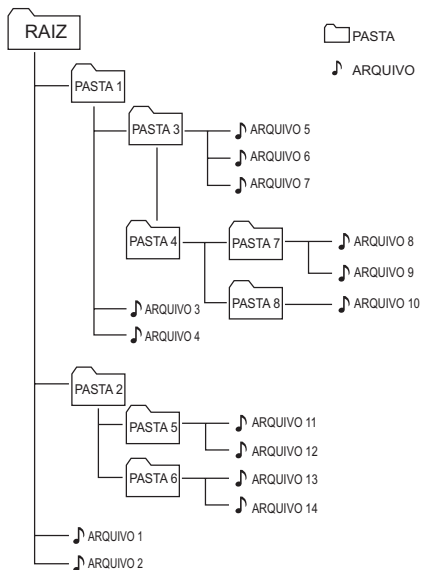 RAIZ
PASTA
ARQUIVO
PASTA 1
PASTA 3
ARQUIVO 5
ARQUIVO 6
ARQUIVO 7
PASTA 4
PASTA 7
ARQUIVO 8
ARQUIVO 9
PASTA 8
ARQUIVO 10
ARQUIVO 3
ARQUIVO 4
PASTA 2
PASTA 5
ARQUIVO 11
ARQUIVO 12
PASTA 6
ARQUIVO 13
ARQUIVO 14
ARQUIVO 1
ARQUIVO 2